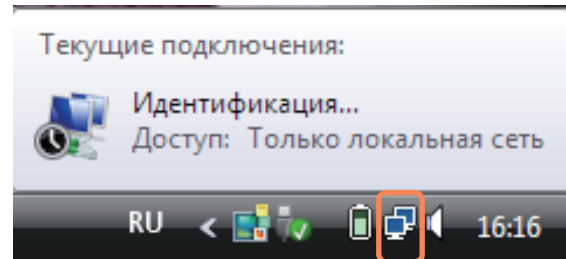 Текущие подключения:
Идентификация...
Доступ: Только локальная сеть
RU < 16:16